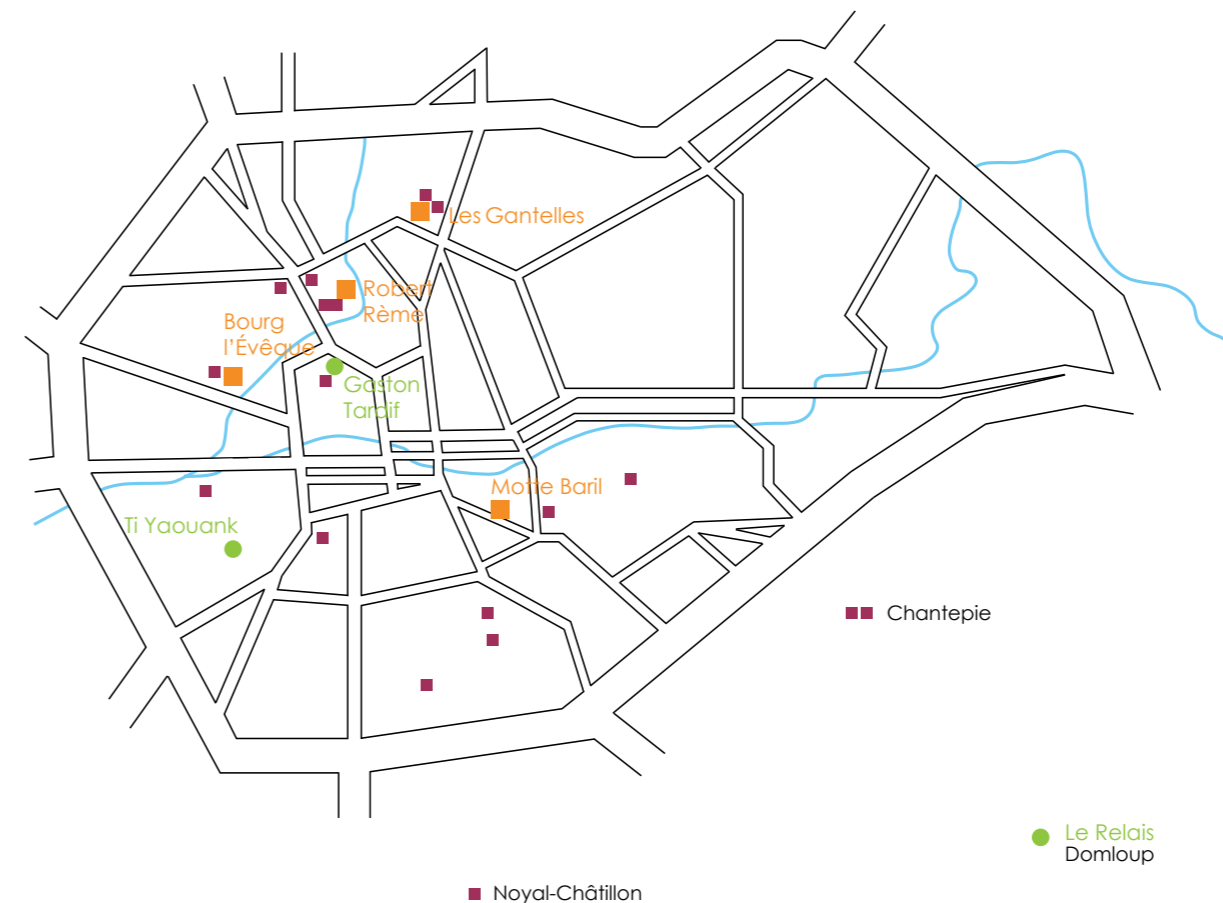 Les Gantelles
Robert
Rème
Bourg
l'Évêque
Gaston
Tardif
Motte Baril
Ti Yaouank
Chantepie
Le Relais
Domloup
Noyal-Châtillon